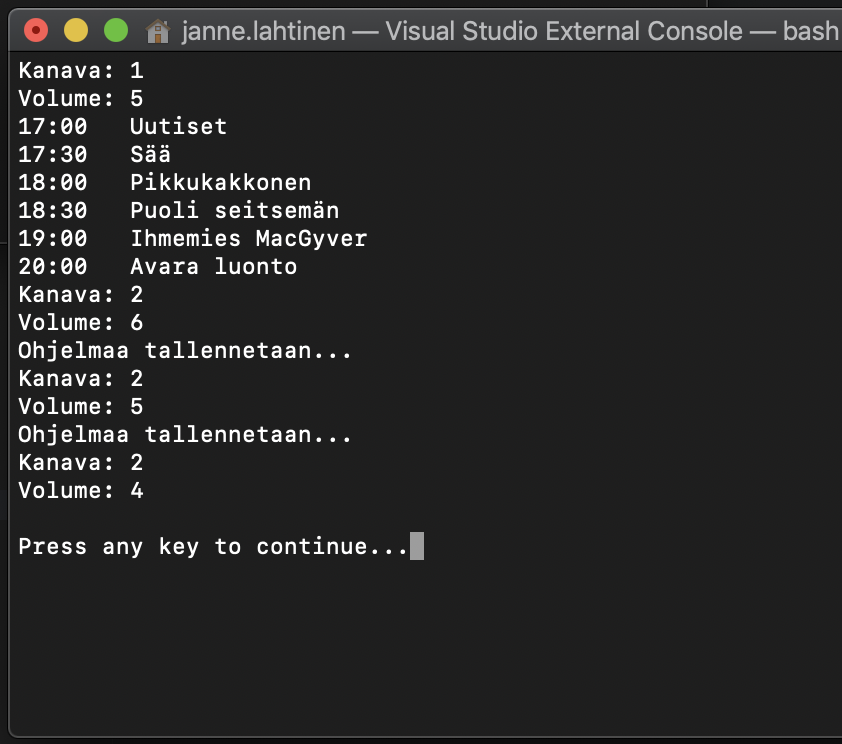 janne.lahtinen — Visual Studio External Console — bash
Kanava: 1
Volume: 5
17:00   Uutiset
17:30   Sää
18:00   Pikkukakkonen
18:30   Puoli seitsemän
19:00   Ihmemies MacGyver
20:00   Avara luonto
Kanava: 2
Volume: 6
Ohjelmaa tallennetaan...
Kanava: 2
Volume: 5
Ohjelmaa tallennetaan...
Kanava: 2
Volume: 4
Press any key to continue...